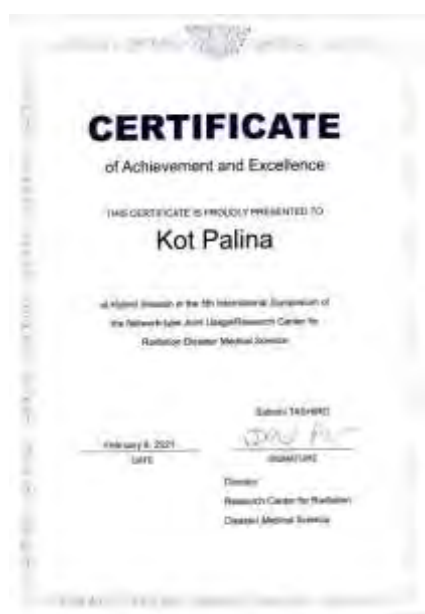 CERTIFICATE
of Achievement and Excellence
THIS CERTIFICATE IS PROUDLY PRESENTED TO
Kot Palina
at Hybrid Session in the 5th International Symposium of
the Network-type Joint Usage/Research Center for
Radiation Disaster Medical Science
Satoshi TASHIRO
February 8, 2021
DATE
SIGNATURE
Director
Research Center for Radiation
Disaster Medical Science